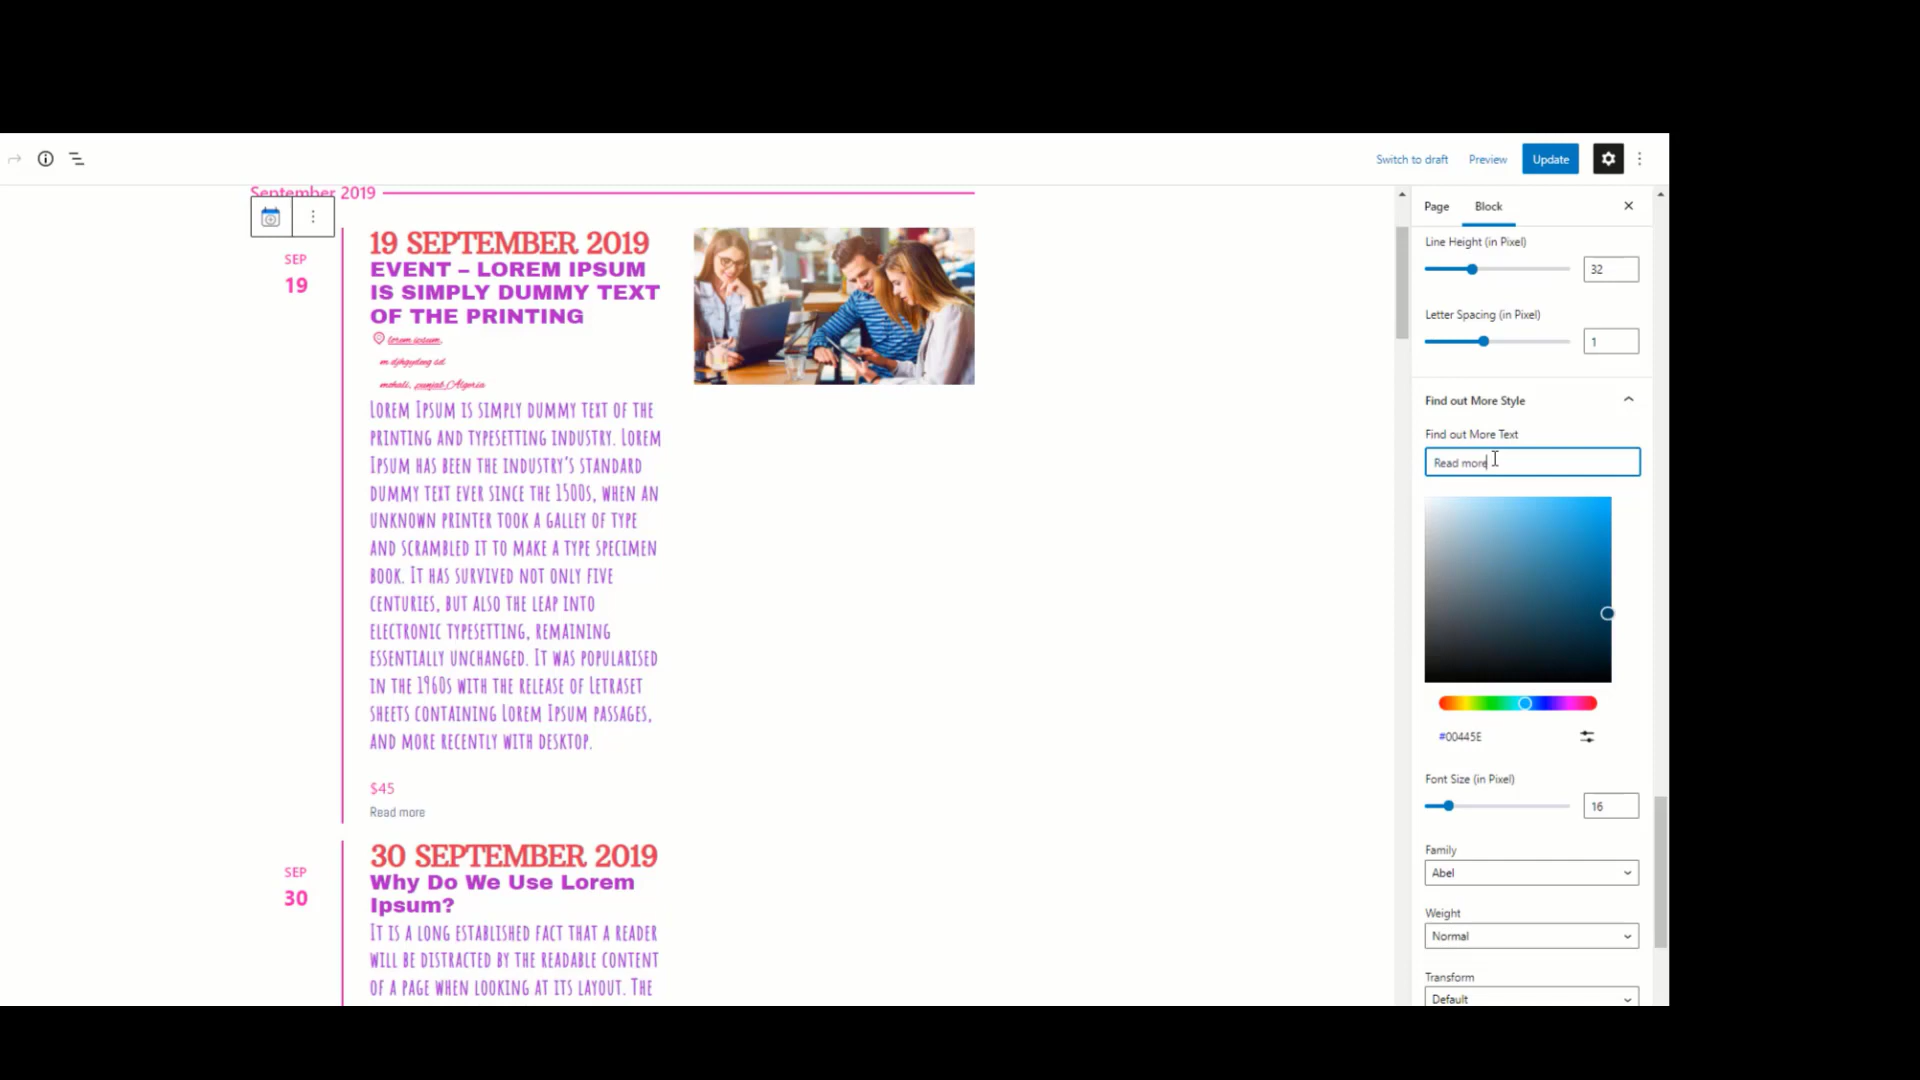 Switch to draft
Preview
Update
September 2019
Page
Block
Line Height (in Pixel)
32
Letter Spacing (in Pixel)
1
Find out More Style
Find out More Text
Read more
#00445E
Font Size (in Pixel)
16
Family
Abel
Weight
Normal
Transform
Default
SEP
19
19 SEPTEMBER 2019
EVENT – LOREM IPSUM
IS SIMPLY DUMMY TEXT
OF THE PRINTING
lorem ipsum,
mohali, punjab, Algeria
Lorem Ipsum is simply dummy text of the
printing and typesetting industry. Lorem
Ipsum has been the industry's standard
dummy text ever since the 1500s, when an
unknown printer took a galley of type
and scrambled it to make a type specimen
book. It has survived not only five
centuries, but also the leap into
electronic typesetting, remaining
essentially unchanged. It was popularised
in the 1960s with the release of Letraset
sheets containing Lorem Ipsum passages,
and more recently with desktop.
$45
Read more
SEP
30
30 SEPTEMBER 2019
Why Do We Use Lorem
Ipsum?
It is a long established fact that a reader
will be distracted by the readable content
of a page when looking at its layout. The